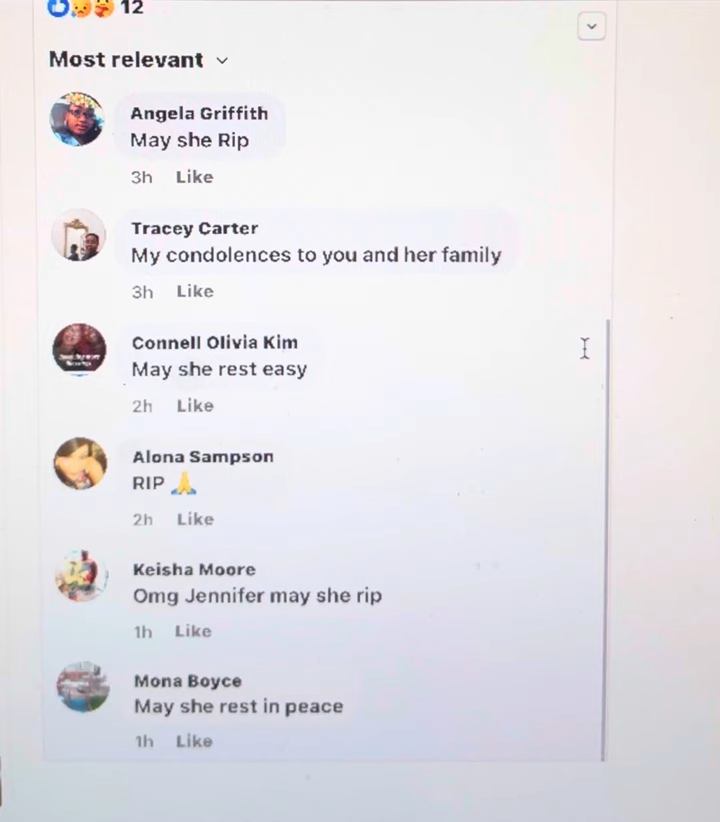 12
Most relevant
Angela Griffith
May she Rip
3h Like
Tracey Carter
My condolences to you and her family
3h Like
Connell Olivia Kim
May she rest easy
2h Like
Alona Sampson
RIP 🙏
2h Like
Keisha Moore
Omg Jennifer may she rip
1h Like
Mona Boyce
May she rest in peace
1h Like